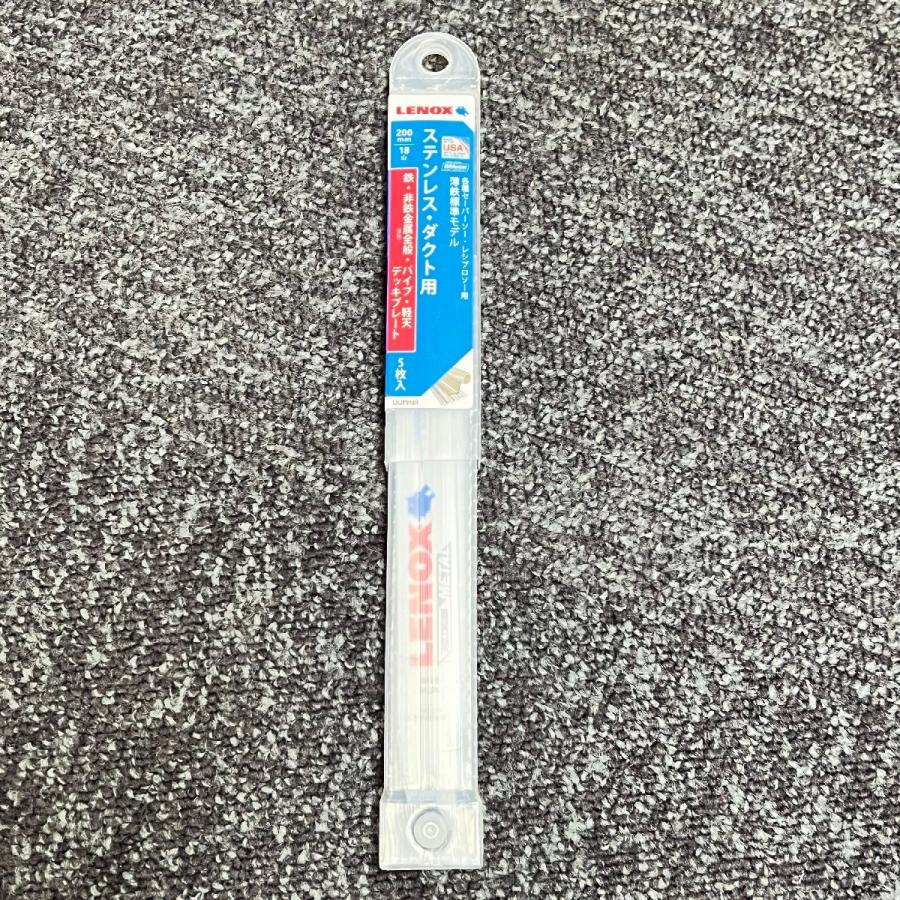 LENOX
200
mm
18
山
USA
各種セーバーソー・レシプロソー用
薄鉄標準モデル
ステンレス・ダクト用
鉄・非鉄金属全般・パイプ・軽天
デッキプレート
5枚入
LENOX
METAL